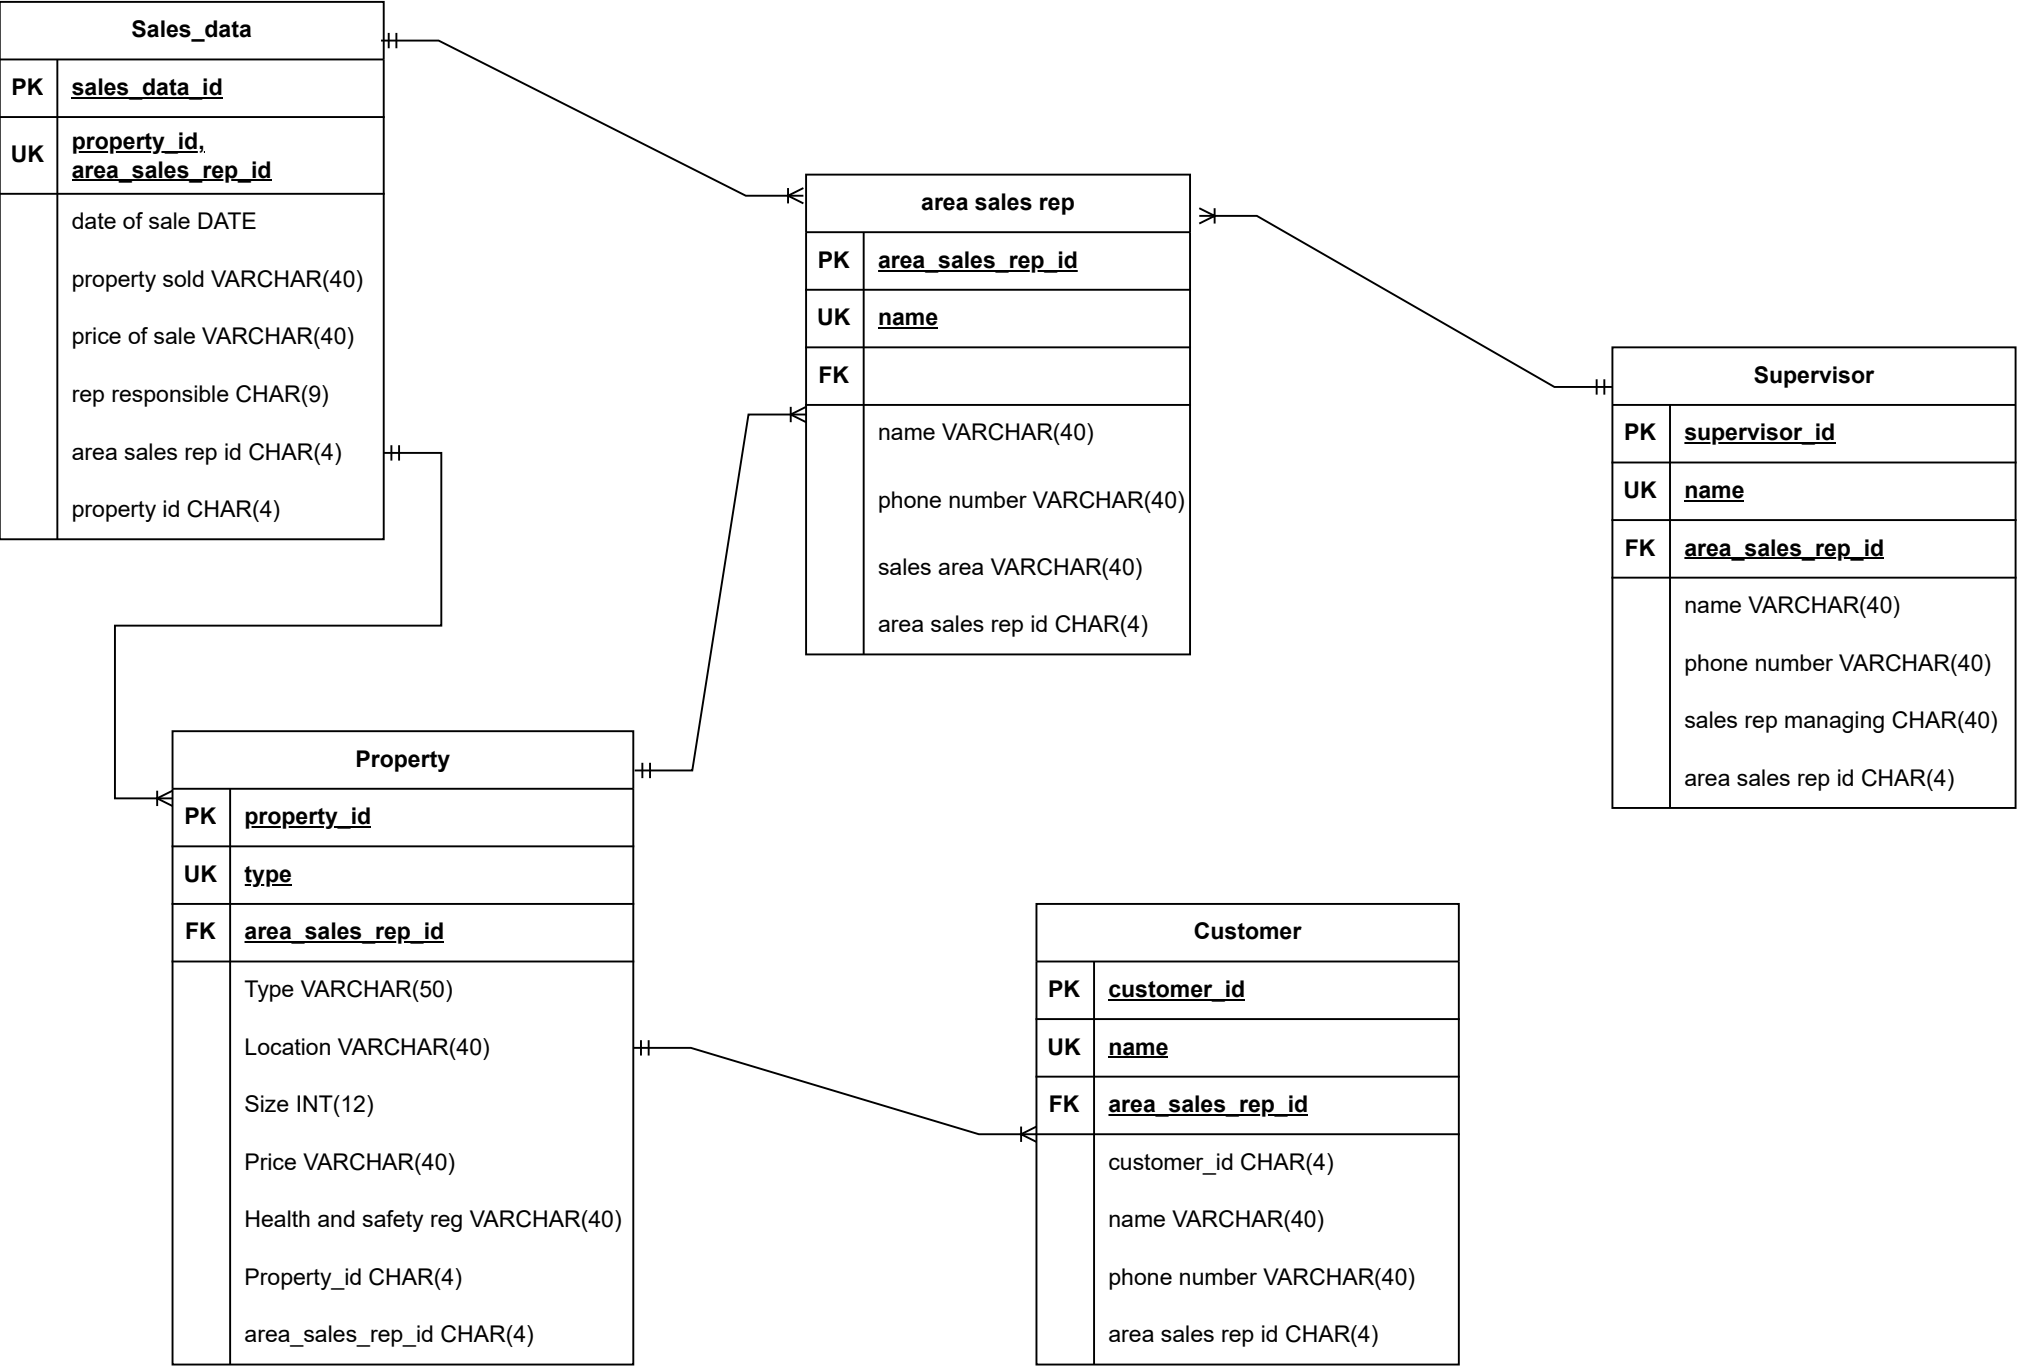 Sales_data
PK sales_data_id
UK property_id,
area_sales_rep_id
date of sale DATE
property sold VARCHAR(40)
price of sale VARCHAR(40)
rep responsible CHAR(9)
area sales rep id CHAR(4)
property id CHAR(4)
area sales rep
PK area_sales_rep_id
UK name
FK
name VARCHAR(40)
phone number VARCHAR(40)
sales area VARCHAR(40)
area sales rep id CHAR(4)
Supervisor
PK supervisor_id
UK name
FK area_sales_rep_id
name VARCHAR(40)
phone number VARCHAR(40)
sales rep managing CHAR(40)
area sales rep id CHAR(4)
Property
PK property_id
UK type
FK area_sales_rep_id
Type VARCHAR(50)
Location VARCHAR(40)
Size INT(12)
Price VARCHAR(40)
Health and safety reg VARCHAR(40)
Property_id CHAR(4)
area_sales_rep_id CHAR(4)
Customer
PK customer_id
UK name
FK area_sales_rep_id
customer_id CHAR(4)
name VARCHAR(40)
phone number VARCHAR(40)
area sales rep id CHAR(4)